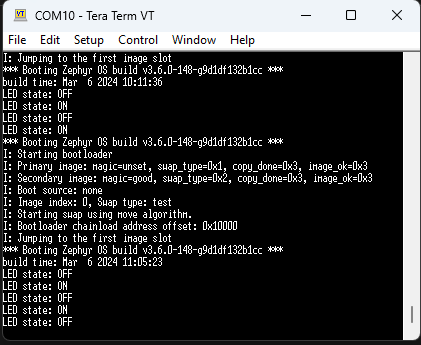 COM10 - Tera Term VT
File Edit Setup Control Window Help
I: Jumping to the first image slot
*** Booting Zephyr OS build v3.6.0-148-g9d1df132b1cc ***
build time: Mar  6 2024 10:11:36
LED state: OFF
LED state: ON
LED state: OFF
LED state: ON
*** Booting Zephyr OS build v3.6.0-148-g9d1df132b1cc ***
I: Starting bootloader
I: Primary image: magic=unset, swap_type=0x1, copy_done=0x3, image_ok=0x3
I: Secondary image: magic=good, swap_type=0x2, copy_done=0x3, image_ok=0x3
I: Boot source: none
I: Image index: 0, Swap type: test
I: Starting swap using move algorithm.
I: Bootloader chainload address offset: 0x10000
I: Jumping to the first image slot
*** Booting Zephyr OS build v3.6.0-148-g9d1df132b1cc ***
build time: Mar  6 2024 11:05:23
LED state: OFF
LED state: ON
LED state: OFF
LED state: ON
LED state: OFF